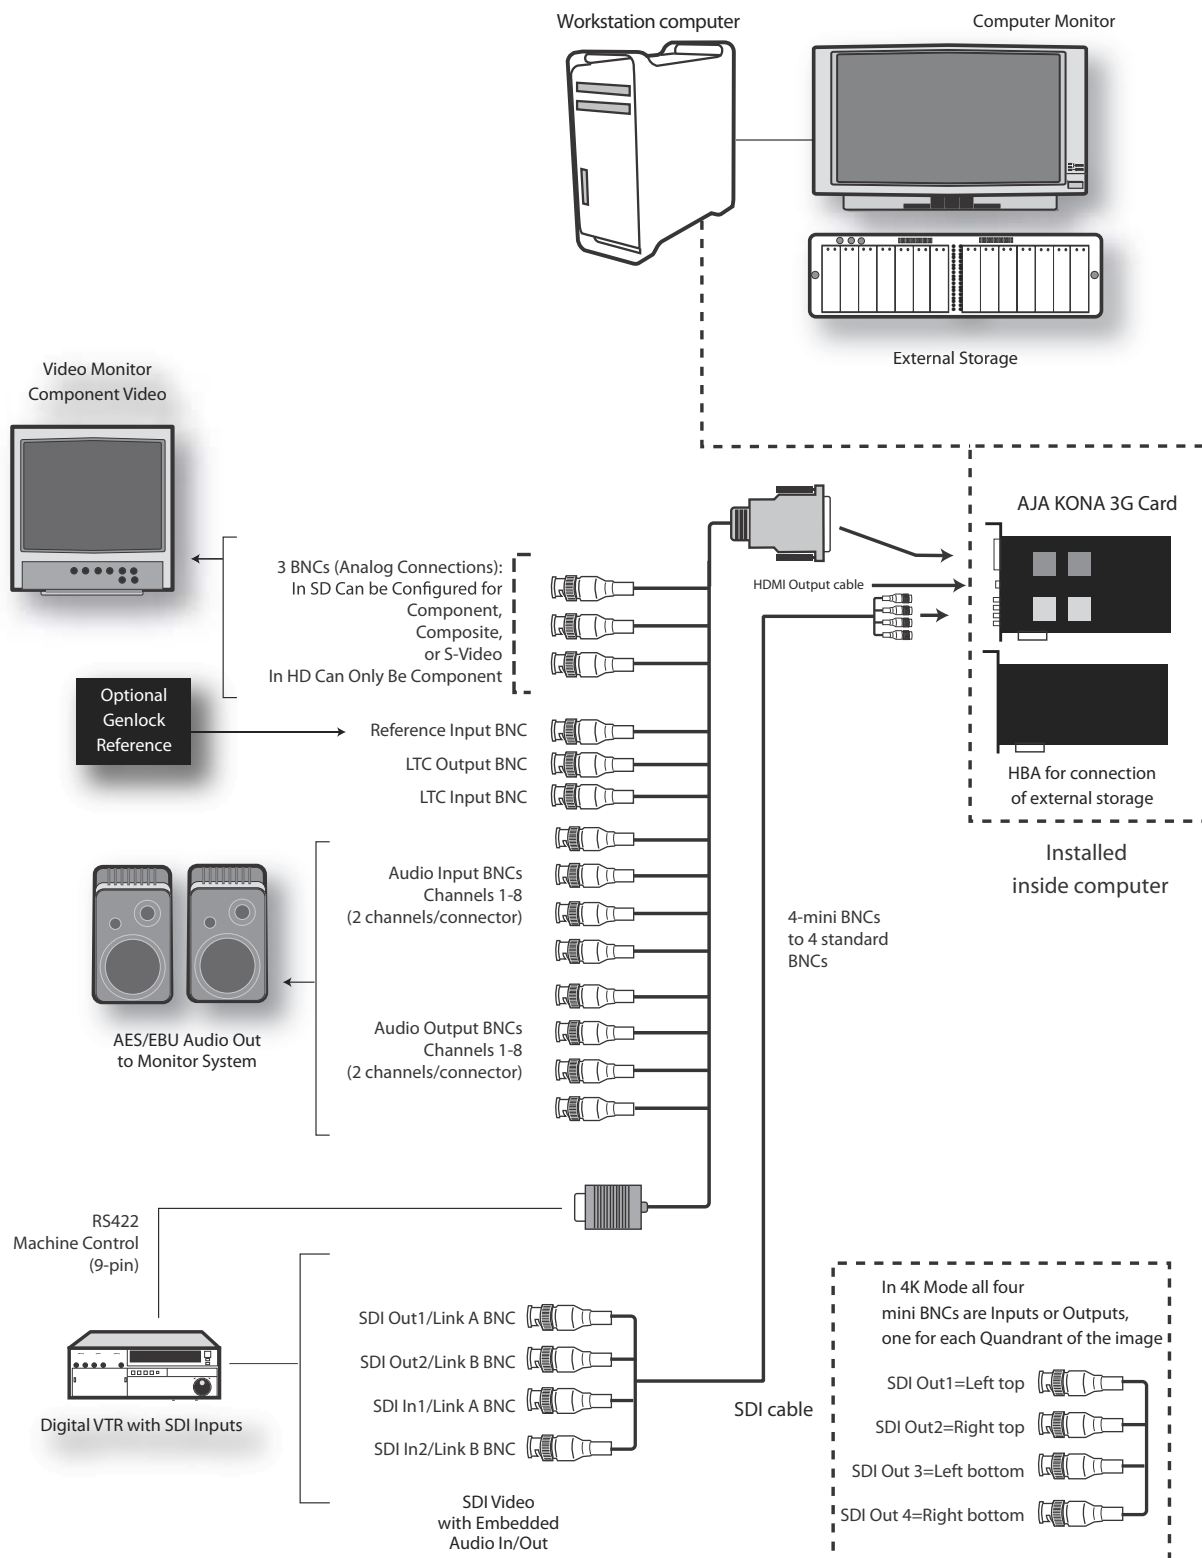 Workstation computer
Computer Monitor
External Storage
Video Monitor
Component Video
AJA KONA 3G Card
3 BNCs (Analog Connections):
In SD Can be Configured for
Component,
Composite,
or S-Video
In HD Can Only Be Component
HDMI Output cable
Optional
Genlock
Reference
Reference Input BNC
LTC Output BNC
LTC Input BNC
HBA for connection
of external storage
Installed
inside computer
Audio Input BNCs
Channels 1-8
(2 channels/connector)
4-mini BNCs
to 4 standard
BNCs
AES/EBU Audio Out
to Monitor System
Audio Output BNCs
Channels 1-8
(2 channels/connector)
RS422
Machine Control
(9-pin)
SDI Out1/Link A BNC
SDI Out2/Link B BNC
SDI In1/Link A BNC
SDI In2/Link B BNC
Digital VTR with SDI Inputs
SDI cable
SDI Video
with Embedded
Audio In/Out
In 4K Mode all four
mini BNCs are Inputs or Outputs,
one for each Quandrant of the image
SDI Out1=Left top
SDI Out2=Right top
SDI Out 3=Left bottom
SDI Out 4=Right bottom